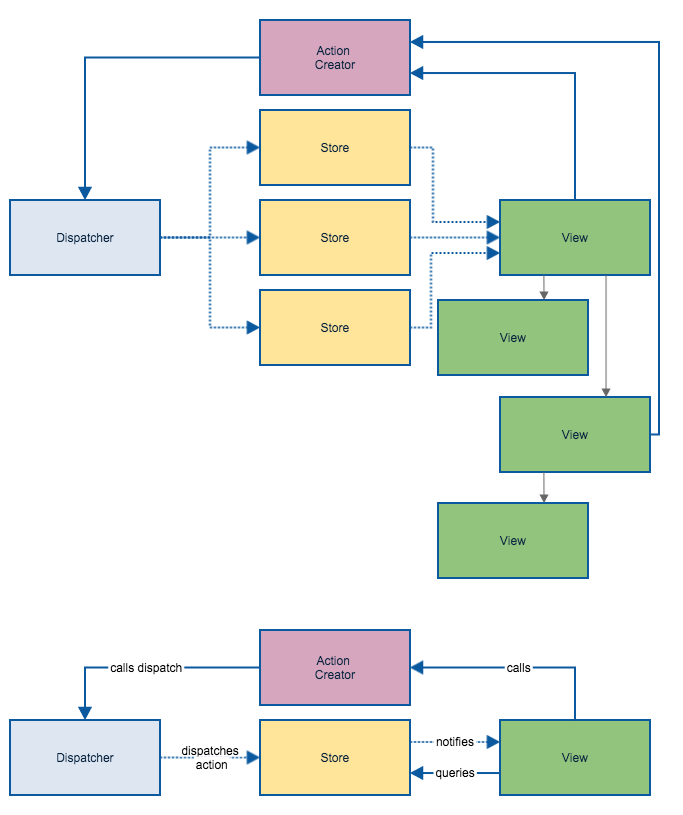 Action
Creator
Store
Dispatcher
Store
View
Store
View
View
View
Action
Creator
calls dispatch
calls
Dispatcher
dispatches
action
Store
notifies
queries
View